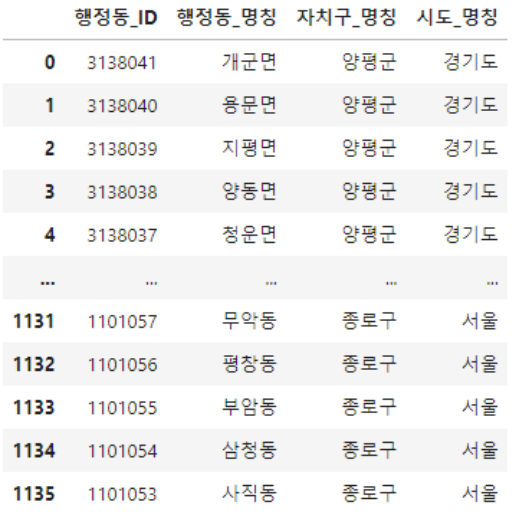 행정동_ID 행정동_명칭 자치구_명칭 시도_명칭
0 3138041 개군면 양평군 경기도
1 3138040 용문면 양평군 경기도
2 3138039 지평면 양평군 경기도
3 3138038 양동면 양평군 경기도
4 3138037 청운면 양평군 경기도
... ... ... ... ...
1131 1101057 무악동 종로구 서울
1132 1101056 평창동 종로구 서울
1133 1101055 부암동 종로구 서울
1134 1101054 삼청동 종로구 서울
1135 1101053 사직동 종로구 서울